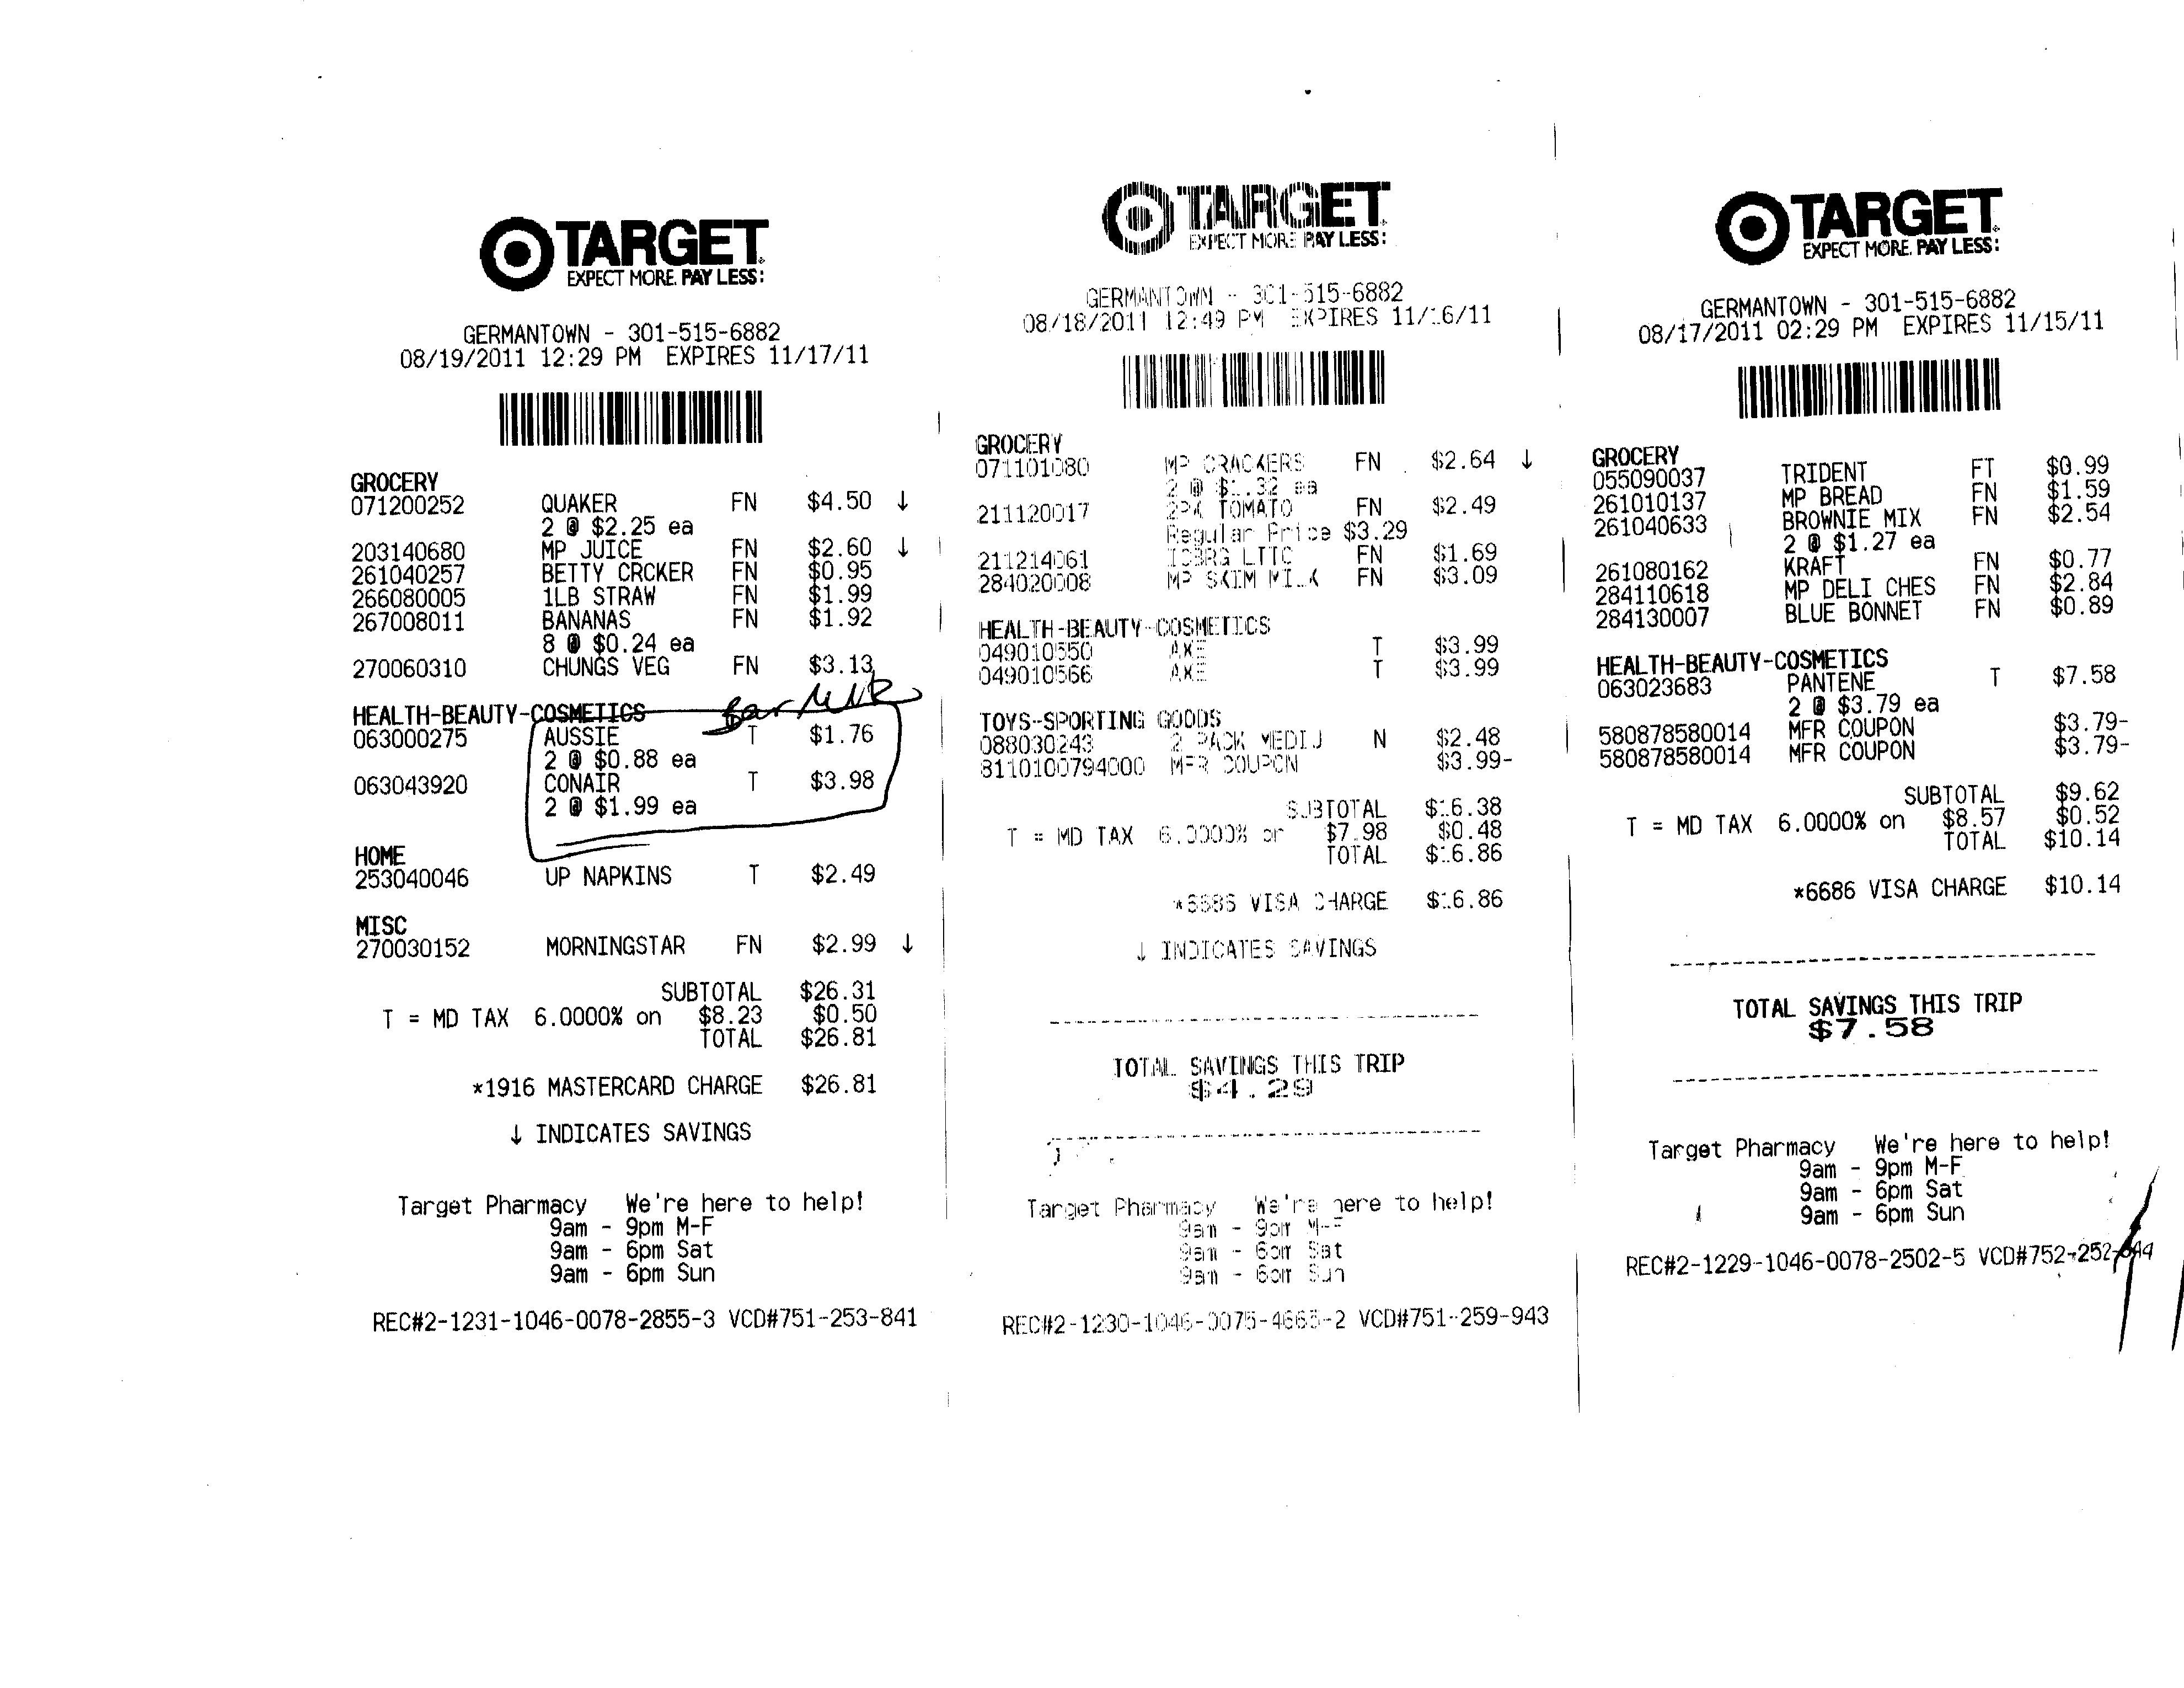 TARGET
EXPECT MORE. PAY LESS.
GERMANTOWN - 301-515-6882
08/19/2011 12:29 PM EXPIRES 11/17/11
GROCERY
071200252 QUAKER FN $4.50 ↓
2 @ $2.25 ea
203140680 MP JUICE FN $2.60 ↓
261040257 BETTY CRCKER FN $0.95
266080005 1LB STRAW FN $1.99
267008011 BANANAS FN $1.92
8 @ $0.24 ea
270060310 CHUNGS VEG FN $3.13
HEALTH-BEAUTY-COSMETICS
063000275 AUSSIE T $1.76
2 @ $0.88 ea
063043920 CONAIR T $3.98
2 @ $1.99 ea
HOME
253040046 UP NAPKINS T $2.49
MISC
270030152 MORNINGSTAR FN $2.99 ↓
SUBTOTAL $26.31
T = MD TAX 6.0000% on $8.23 $0.50
TOTAL $26.81
*1916 MASTERCARD CHARGE $26.81
↓ INDICATES SAVINGS
Target Pharmacy We're here to help!
9am - 9pm M-F
9am - 6pm Sat
9am - 6pm Sun
REC#2-1231-1046-0078-2855-3 VCD#751-253-841
TARGET
EXPECT MORE. PAY LESS.
GERMANTOWN - 301-515-6882
08/18/2011 12:49 PM EXPIRES 11/16/11
GROCERY
071101080 MP CRACKERS FN $2.64 ↓
2 @ $1.32 ea
211120017 2PK TOMATO FN $2.49
Regular Price $3.29
211214061 ICBRG LTTC FN $1.69
284020008 MP SKIM MILK FN $3.09
HEALTH-BEAUTY-COSMETICS
049010550 AXE T $3.99
049010566 AXE T $3.99
TOYS-SPORTING GOODS
088030243 2 PACK MEDIU N $2.48
8110100794000 MFR COUPON $3.99-
SUBTOTAL $16.38
T = MD TAX 6.0000% on $7.98 $0.48
TOTAL $16.86
*6686 VISA CHARGE $16.86
↓ INDICATES SAVINGS
TOTAL SAVINGS THIS TRIP
$4.29
Target Pharmacy We're here to help!
9am - 9pm M-F
9am - 6pm Sat
9am - 6pm Sun
REC#2-1230-1046-0075-4665-2 VCD#751-259-943
TARGET
EXPECT MORE. PAY LESS.
GERMANTOWN - 301-515-6882
08/17/2011 02:29 PM EXPIRES 11/15/11
GROCERY
055090037 TRIDENT FT $0.99
261010137 MP BREAD FN $1.59
261040633 BROWNIE MIX FN $2.54
2 @ $1.27 ea
261080162 KRAFT FN $0.77
284110618 MP DELI CHES FN $2.84
284130007 BLUE BONNET FN $0.89
HEALTH-BEAUTY-COSMETICS
063023683 PANTENE T $7.58
2 @ $3.79 ea
580878580014 MFR COUPON $3.79-
580878580014 MFR COUPON $3.79-
SUBTOTAL $9.62
T = MD TAX 6.0000% on $8.57 $0.52
TOTAL $10.14
*6686 VISA CHARGE $10.14
TOTAL SAVINGS THIS TRIP
$7.58
Target Pharmacy We're here to help!
9am - 9pm M-F
9am - 6pm Sat
9am - 6pm Sun
REC#2-1229-1046-0078-2502-5